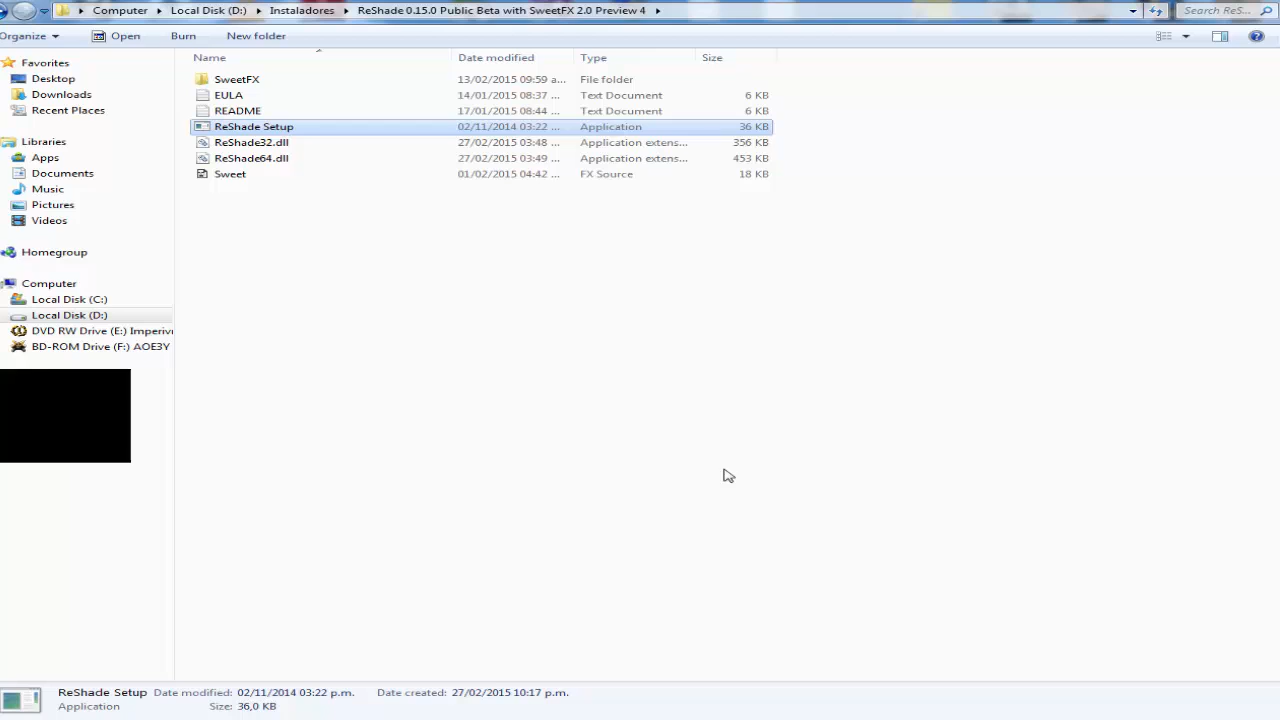 Computer Local Disk (D:) Instaladores ReShade 0.15.0 Public Beta with SweetFX 2.0 Preview 4 Search ReS...
Organize Open Burn New folder
Name Date modified Type Size
Favorites
Desktop
Downloads
Recent Places
Libraries
Apps
Documents
Music
Pictures
Videos
Homegroup
Computer
Local Disk (C:)
Local Disk (D:)
DVD RW Drive (E:) Imperiv
BD-ROM Drive (F:) AOE3Y
SweetFX 13/02/2015 09:59 a... File folder
EULA 14/01/2015 08:37 ... Text Document 6 KB
README 17/01/2015 08:44 ... Text Document 6 KB
ReShade Setup 02/11/2014 03:22 ... Application 36 KB
ReShade32.dll 27/02/2015 03:48 ... Application extens... 356 KB
ReShade64.dll 27/02/2015 03:49 ... Application extens... 453 KB
Sweet 01/02/2015 04:42 ... FX Source 18 KB
ReShade Setup Date modified: 02/11/2014 03:22 p.m. Date created: 27/02/2015 10:17 p.m.
Application Size: 36,0 KB